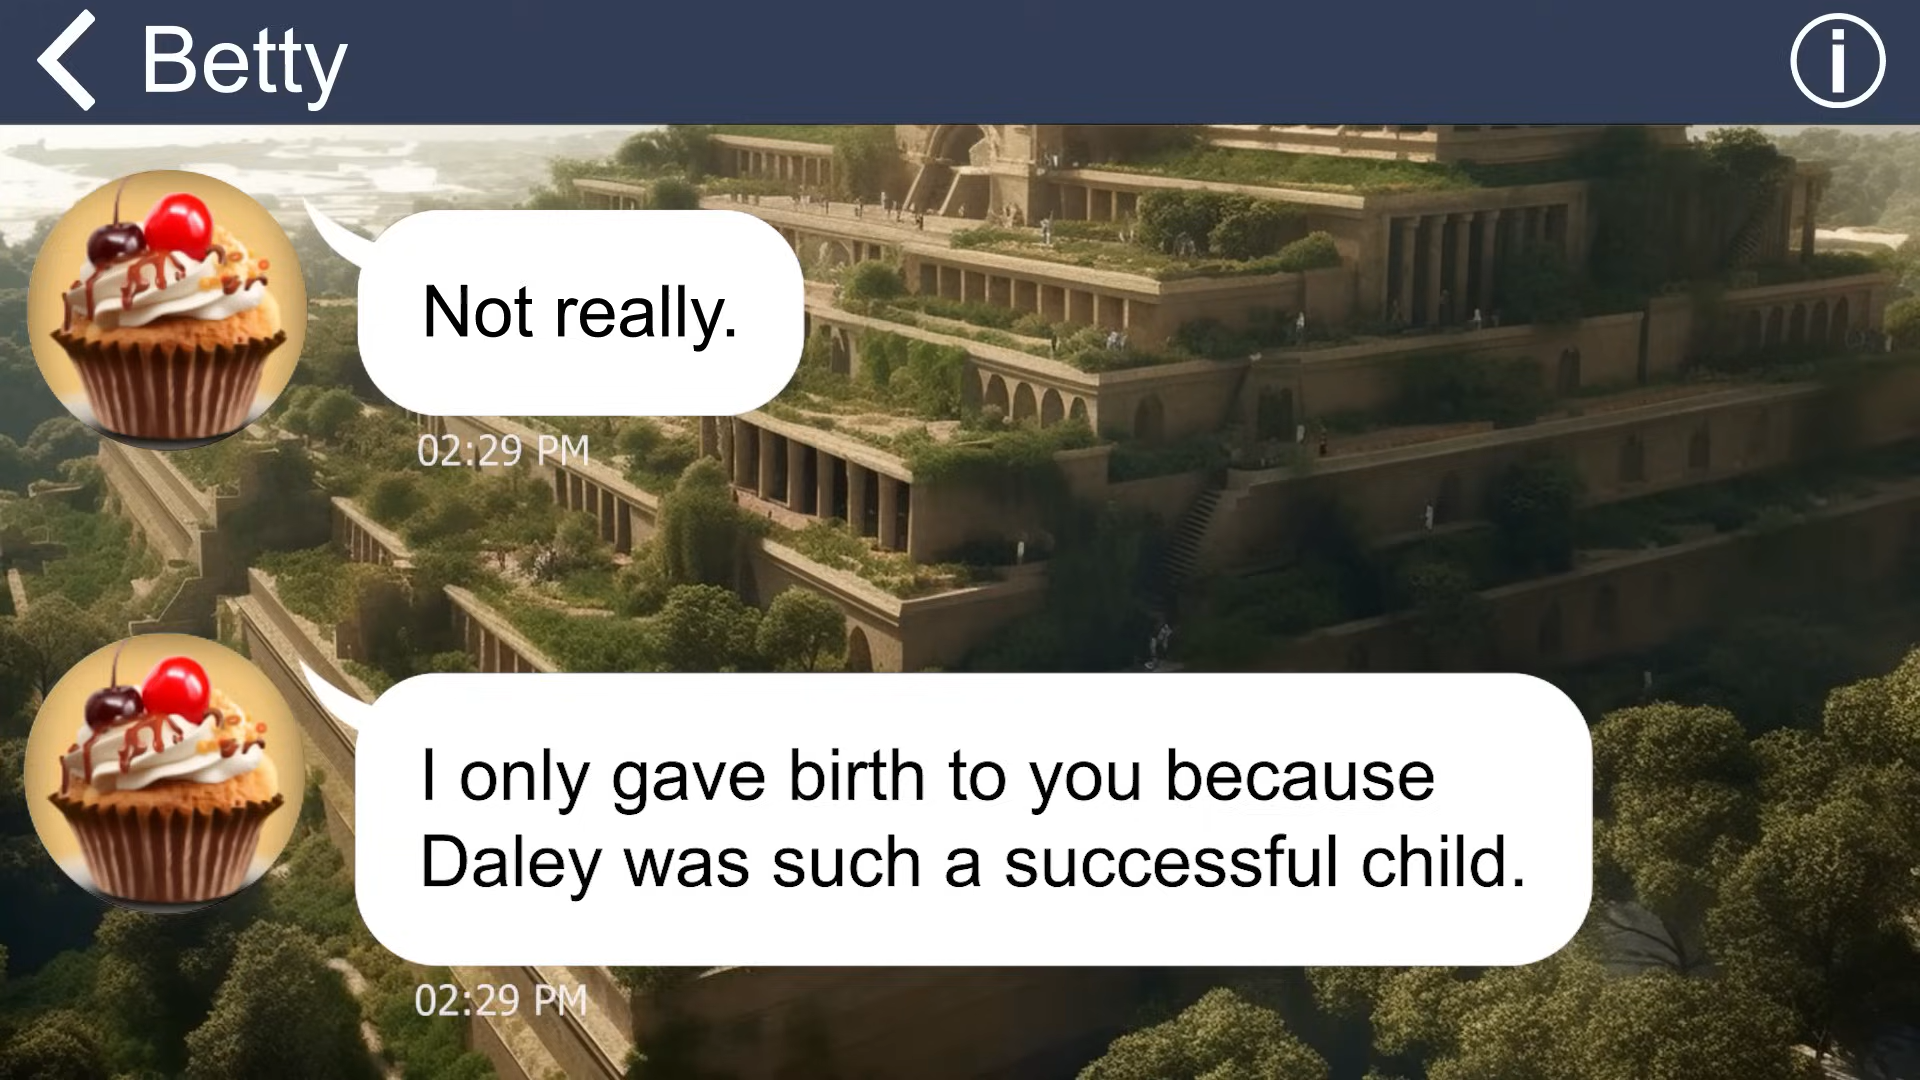 Betty
Not really.
02:29 PM
I only gave birth to you because
Daley was such a successful child.
02:29 PM